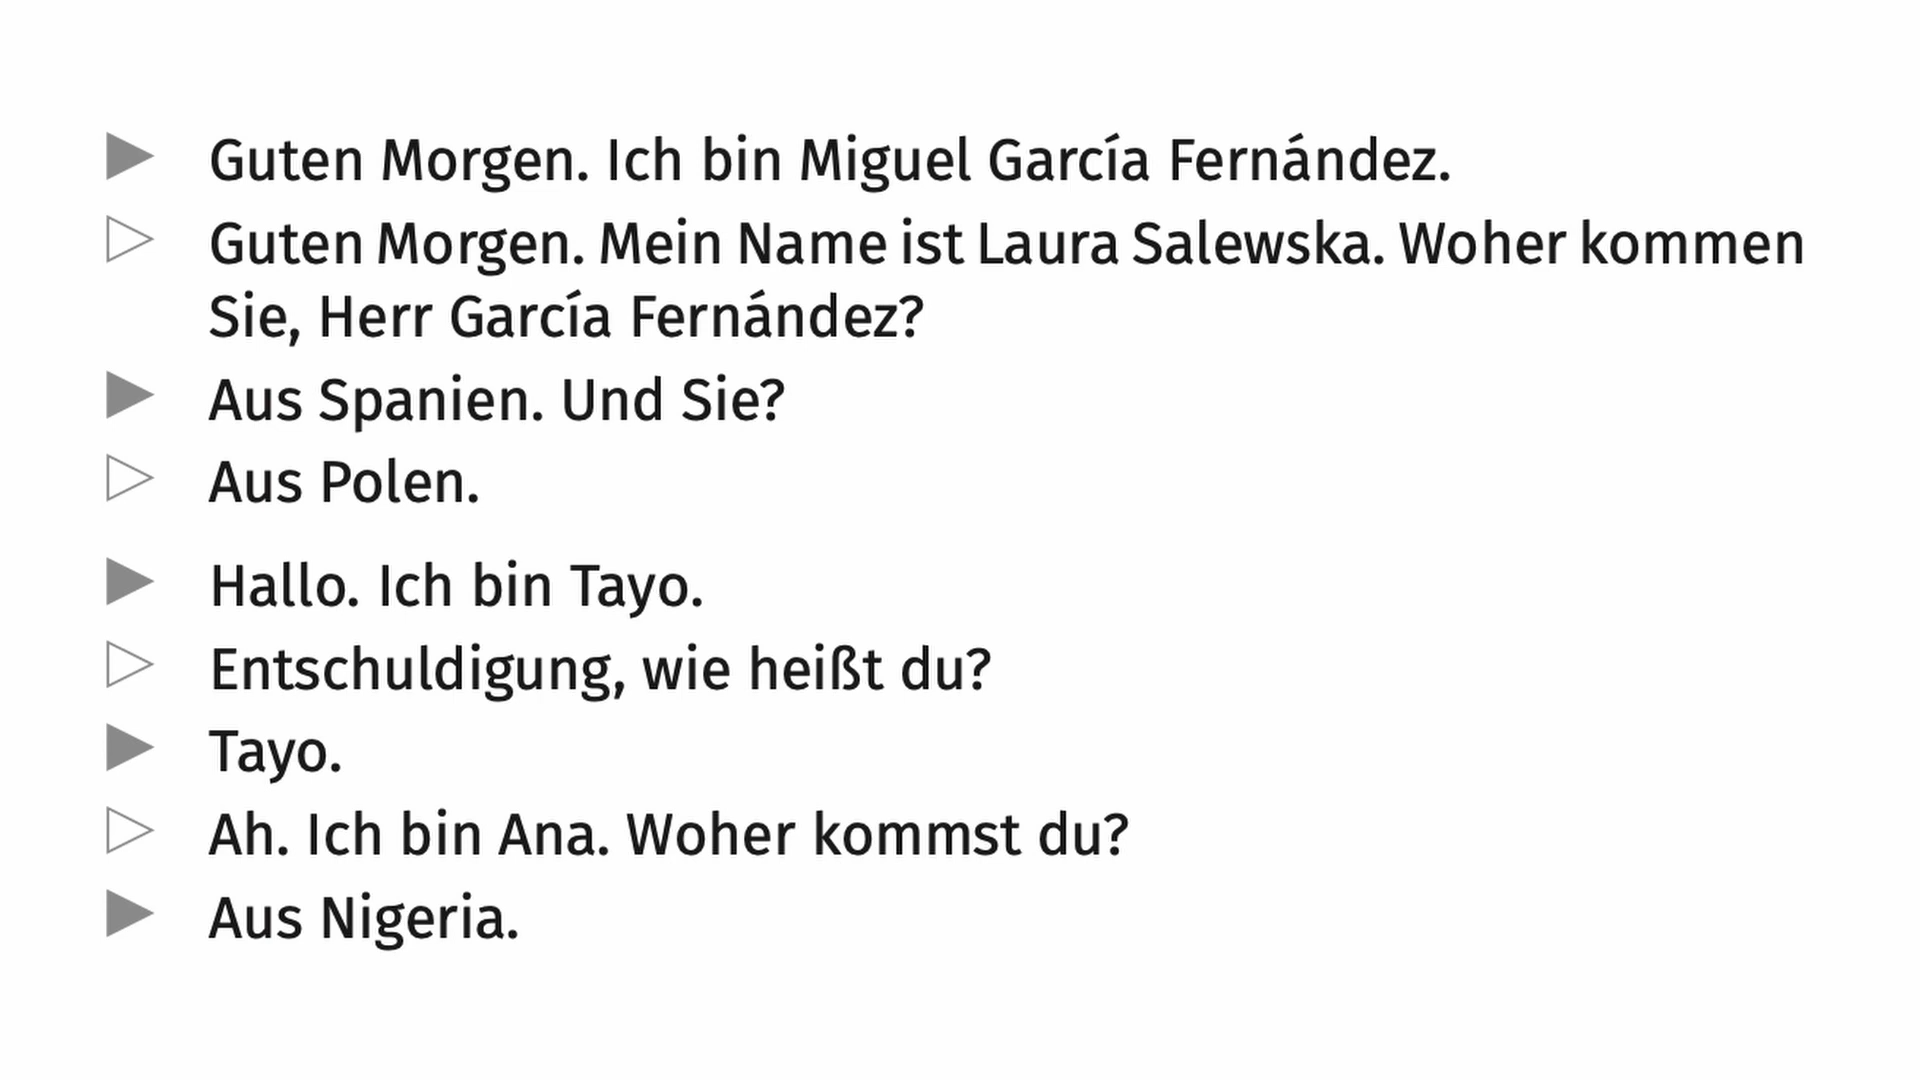 Guten Morgen. Ich bin Miguel García Fernández.
Guten Morgen. Mein Name ist Laura Salewska. Woher kommen
Sie, Herr García Fernández?
Aus Spanien. Und Sie?
Aus Polen.
Hallo. Ich bin Tayo.
Entschuldigung, wie heißt du?
Tayo.
Ah. Ich bin Ana. Woher kommst du?
Aus Nigeria.